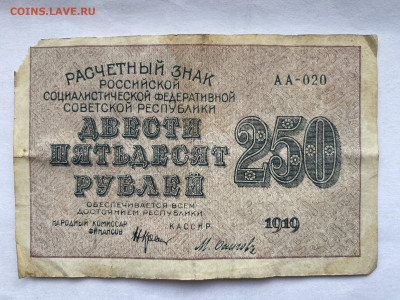 COINS.LAVE.RU
РАСЧЕТНЫЙ ЗНАК
РОССИЙСКОЙ
СОЦИАЛИСТИЧЕСКОЙ ФЕДЕРАТИВНОЙ
СОВЕТСКОЙ РЕСПУБЛИКИ
АА-020
ДВЕСТИ
ПЯТЬДЕСЯТ
РУБЛЕЙ
250
ОБЕСПЕЧИВАЕТСЯ ВСЕМ
ДОСТОЯНИЕМ РЕСПУБЛИКИ
1919
НАРОДНЫЙ КОМИССАР
ФИНАНСОВ
КАССИР